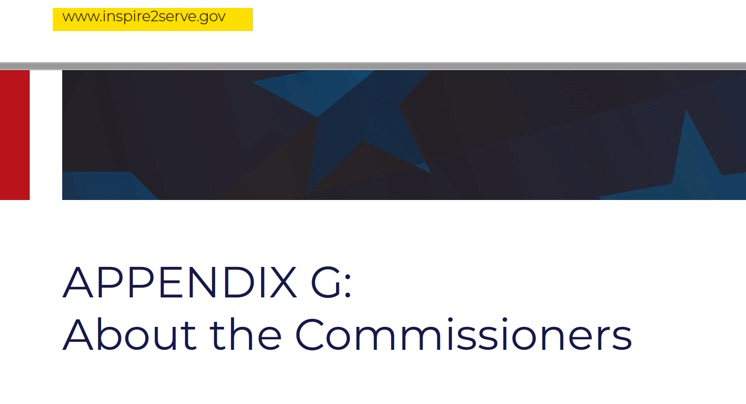 www.inspire2serve.gov
APPENDIX G:
About the Commissioners